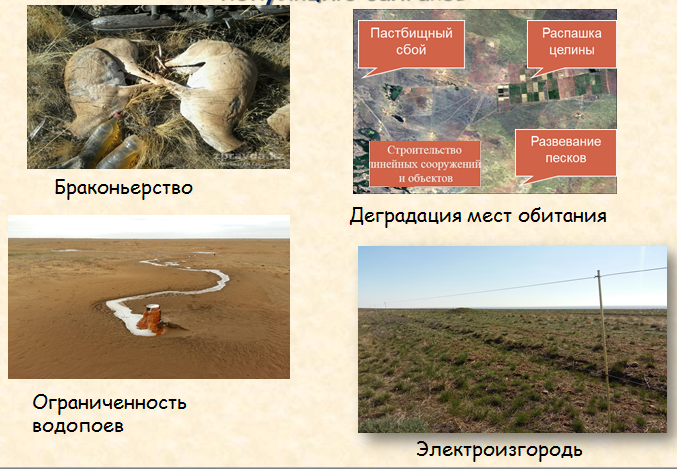 Браконьерство
Пастбищный
сбой
Распашка
целины
Строительство
линейных сооружений
и объектов
Развевание
песков
Деградация мест обитания
Ограниченность
водопоев
Электроизгородь